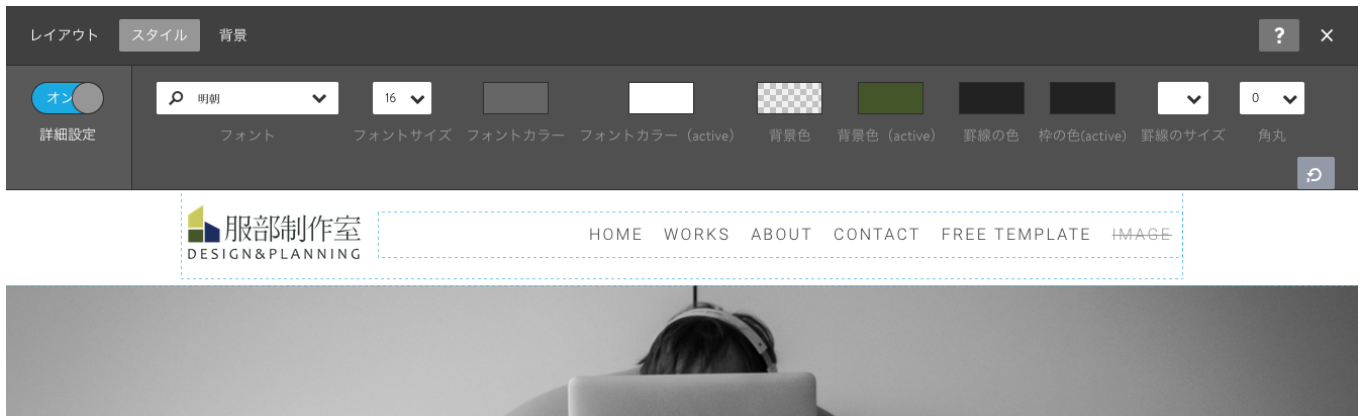 レイアウト スタイル 背景 ?
オン 明朝 16 0
詳細設定 フォント フォントサイズ フォントカラー フォントカラー（active） 背景色 背景色（active） 罫線の色 枠の色(active) 罫線のサイズ 角丸
服部制作室
DESIGN&PLANNING
HOME WORKS ABOUT CONTACT FREE TEMPLATE IMAGE